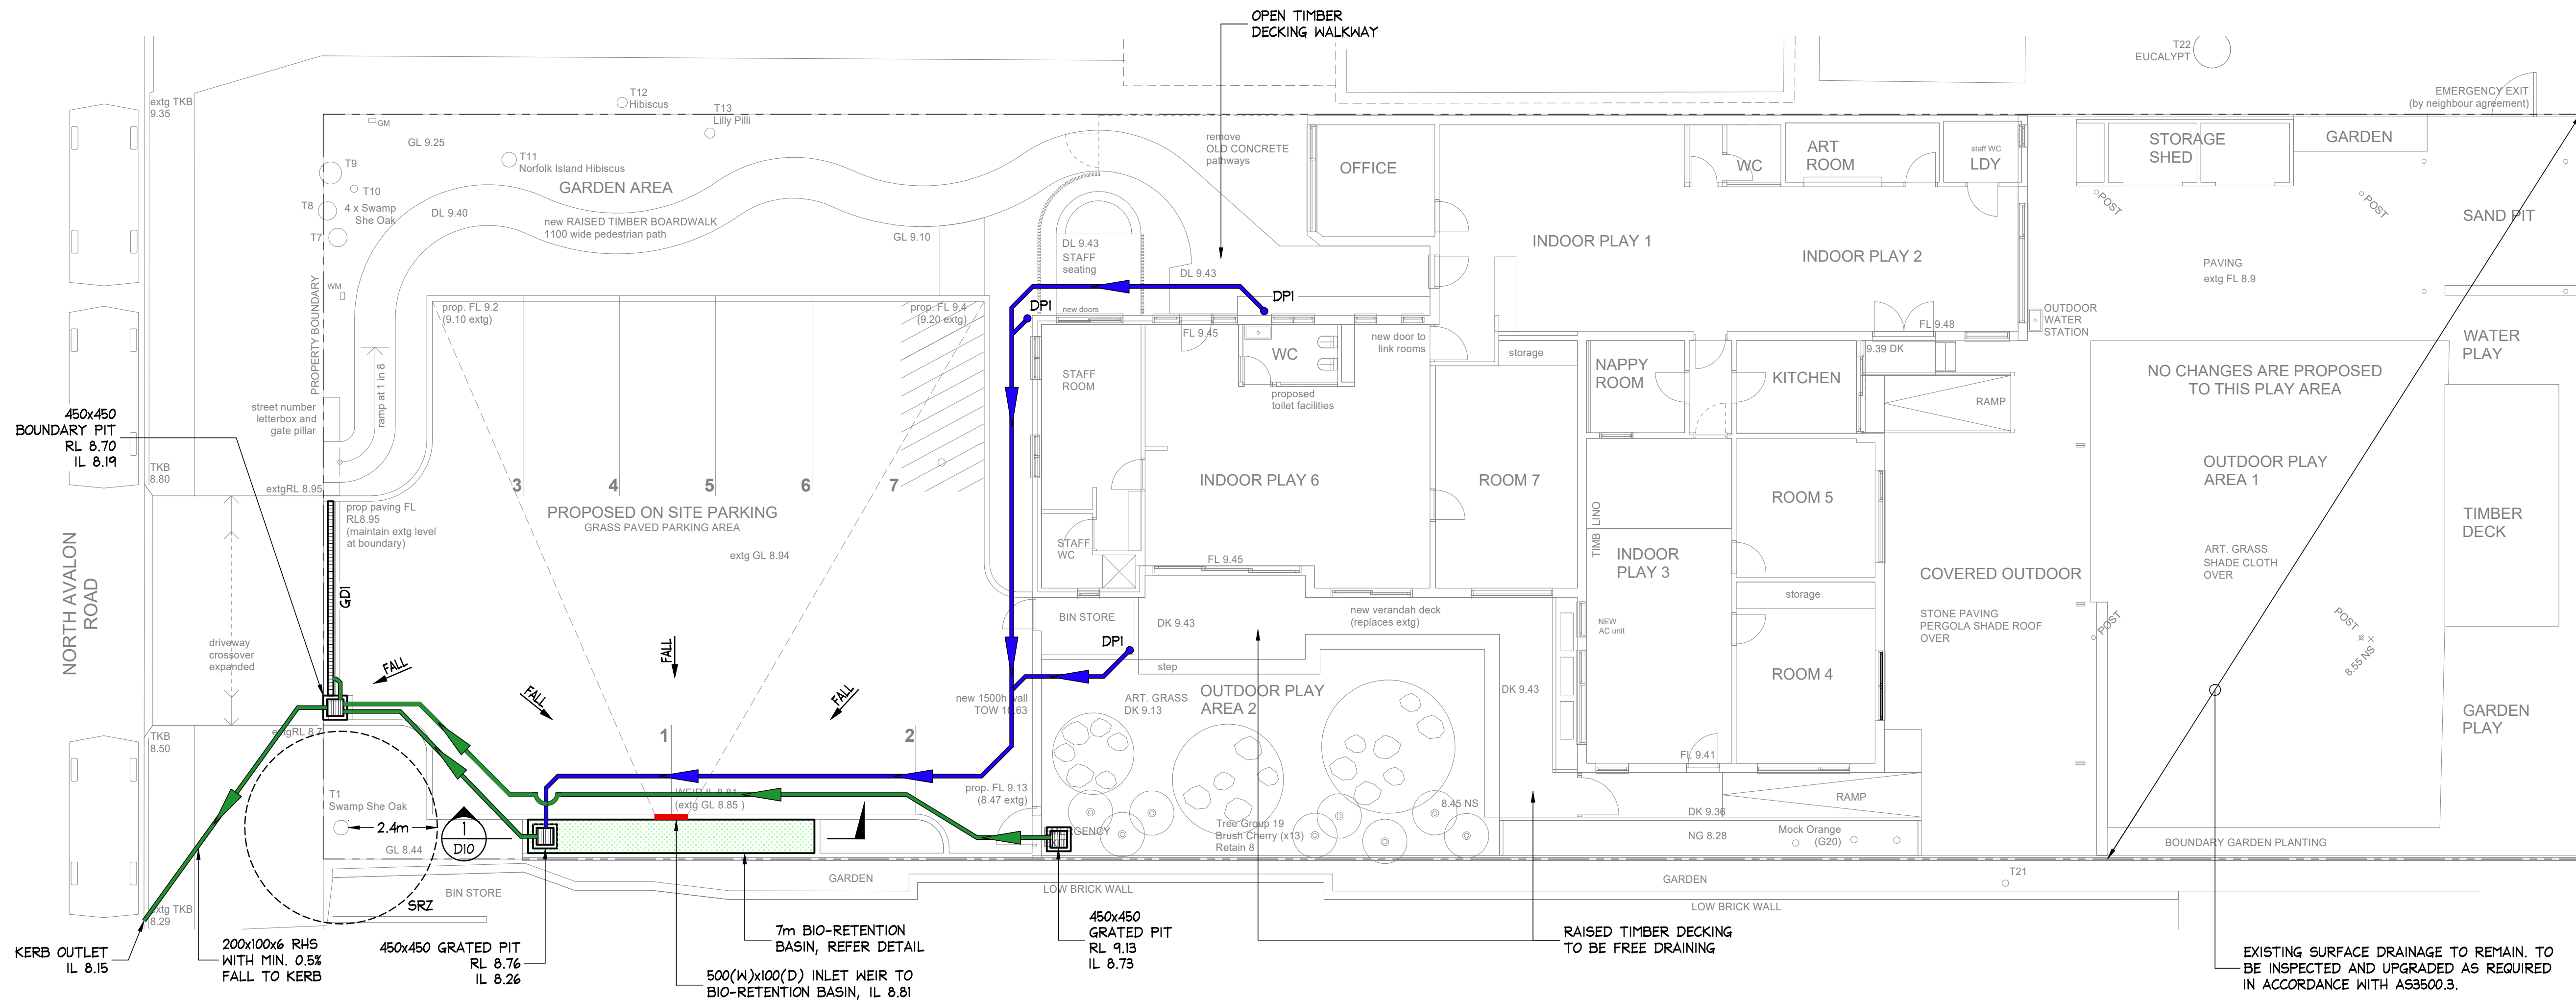 OPEN TIMBER
DECKING WALKWAY
T22
EUCALYPT
EMERGENCY EXIT
(by neighbour agreement)
extg TKB
9.35
GM
T12
Hibiscus
T13
Lilly Pilli
GL 9.25
T9
T11
Norfolk Island Hibiscus
T10
GARDEN AREA
T8
4 x Swamp
She Oak
DL 9.40
new RAISED TIMBER BOARDWALK
1100 wide pedestrian path
T7
GL 9.10
remove
OLD CONCRETE
pathways
OFFICE
WC
ART
ROOM
staff WC
LDY
STORAGE
SHED
GARDEN
POST
POST
SAND PIT
DL 9.43
STAFF
seating
DL 9.43
INDOOR PLAY 1
INDOOR PLAY 2
PAVING
extg FL 8.9
PROPERTY BOUNDARY
WM
prop. FL 9.2
(9.10 extg)
prop. FL 9.4
(9.20 extg)
DP1
new doors
DP1
FL 9.45
WC
new door to
link rooms
FL 9.48
OUTDOOR
WATER
STATION
WATER
PLAY
ramp at 1 in 8
STAFF
ROOM
proposed
toilet facilities
storage
NAPPY
ROOM
KITCHEN
9.39 DK
RAMP
NO CHANGES ARE PROPOSED
TO THIS PLAY AREA
street number
letterbox and
gate pillar
450x450
BOUNDARY PIT
RL 8.70
IL 8.19
TKB
8.80
extgRL 8.95
3
4
5
6
7
INDOOR PLAY 6
ROOM 7
ROOM 5
OUTDOOR PLAY
AREA 1
prop paving FL
RL8.95
(maintain extg level
at boundary)
PROPOSED ON SITE PARKING
GRASS PAVED PARKING AREA
extg GL 8.94
STAFF
WC
FL 9.45
TIMB LINO
INDOOR
PLAY 3
TIMBER
DECK
ART. GRASS
SHADE CLOTH
OVER
NORTH AVALON
ROAD
GD1
driveway
crossover
expanded
FALL
FALL
FALL
FALL
BIN STORE
DK 9.43
new verandah deck
(replaces extg)
DP1
step
NEW
AC unit
storage
COVERED OUTDOOR
STONE PAVING
PERGOLA SHADE ROOF
OVER
POST
POST
8.55 NS
ROOM 4
new 1500h wall
TOW 10.63
ART. GRASS
DK 9.13
OUTDOOR PLAY
AREA 2
DK 9.43
GARDEN
PLAY
TKB
8.50
extgRL 8.7
1
2
FL 9.41
T1
Swamp She Oak
2.4m
1
D10
WEIR IL 8.81
(extg GL 8.85 )
prop. FL 9.13
(8.47 extg)
8.45 NS
DK 9.36
RAMP
NG 8.28
Mock Orange
(G20)
GL 8.44
Tree Group 19
Brush Cherry (x13)
Retain 8
BOUNDARY GARDEN PLANTING
BIN STORE
SRZ
GARDEN
LOW BRICK WALL
GARDEN
LOW BRICK WALL
T21
extg TKB
8.29
KERB OUTLET
IL 8.15
200x100x6 RHS
WITH MIN. 0.5%
FALL TO KERB
450x450 GRATED PIT
RL 8.76
IL 8.26
7m BIO-RETENTION
BASIN, REFER DETAIL
500(W)x100(D) INLET WEIR TO
BIO-RETENTION BASIN, IL 8.81
450x450
GRATED PIT
RL 9.13
IL 8.73
RAISED TIMBER DECKING
TO BE FREE DRAINING
EXISTING SURFACE DRAINAGE TO REMAIN. TO
BE INSPECTED AND UPGRADED AS REQUIRED
IN ACCORDANCE WITH AS3500.3.